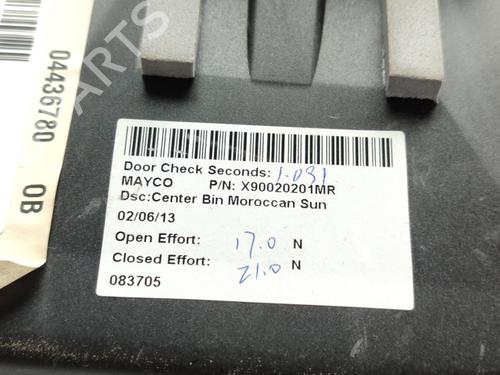 04436780 OB
Door Check Seconds: 1.031
MAYCO P/N: X90020201MR
Dsc:Center Bin Moroccan Sun
02/06/13
Open Effort: 17.0 N
Closed Effort: 21.0 N
083705